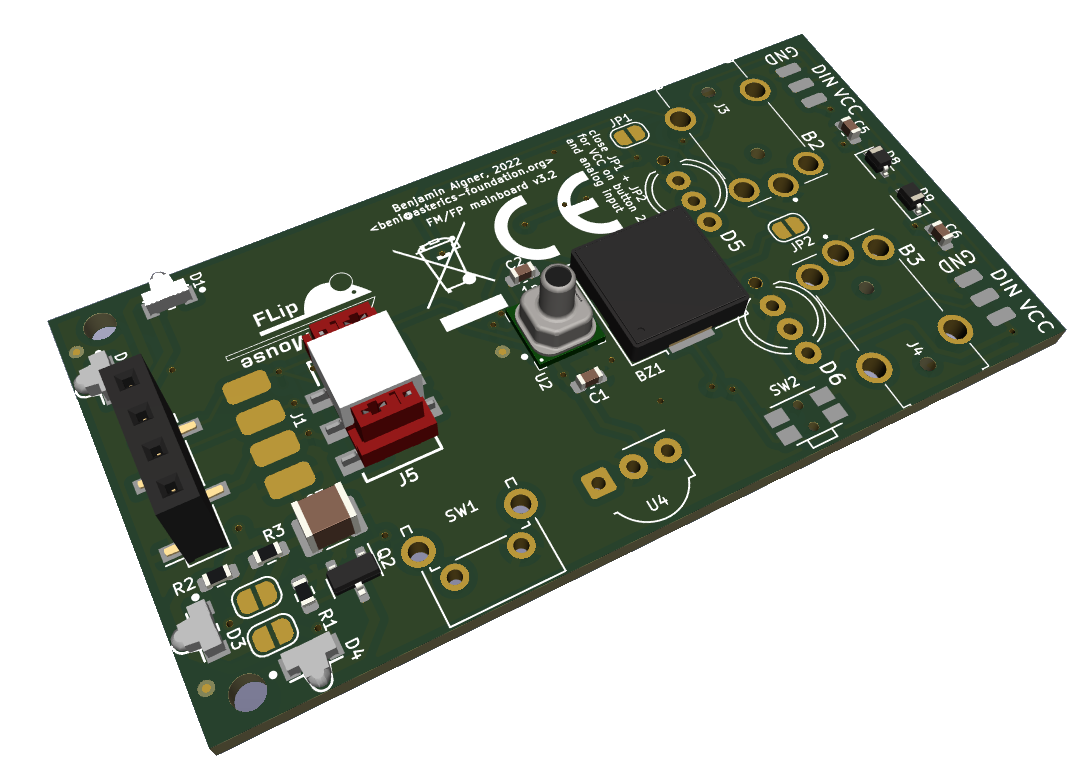 GND
DIN
VCC
J3
C5
JP1
close JP1 + JP2
for VCC on button 2
and analog input
B2
D8
D9
Benjamin Aigner, 2022
<beni@asterics-foundation.org>
FM/FP mainboard v3.2
CE
D5
JP2
C6
B3
GND
DIN
VCC
D1
C2
FLip
Mouse
U2
BZ1
C1
D6
J4
SW2
J1
J5
SW1
U4
R3
Q2
R2
R1
D3
D4